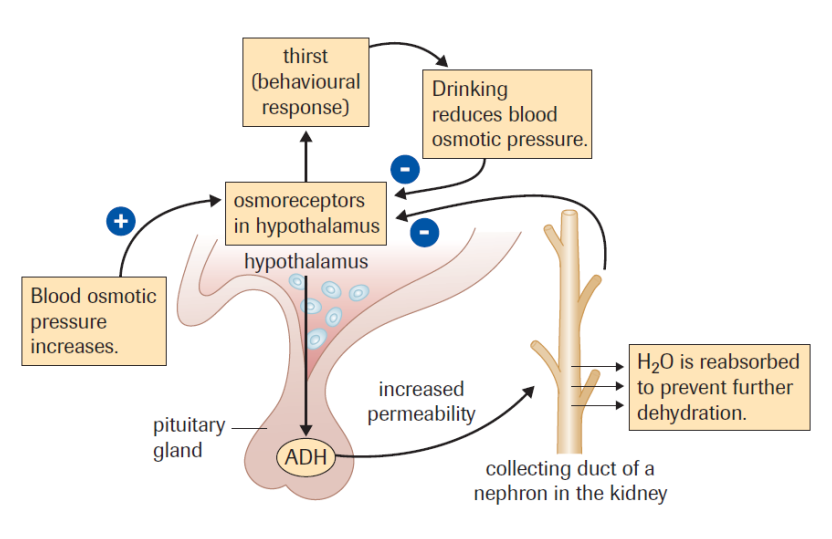 thirst
(behavioural
response)
Drinking
reduces blood
osmotic pressure.
-
+
osmoreceptors
in hypothalamus
-
hypothalamus
Blood osmotic
pressure
increases.
H₂O is reabsorbed
to prevent further
dehydration.
increased
permeability
pituitary
gland
ADH
collecting duct of a
nephron in the kidney